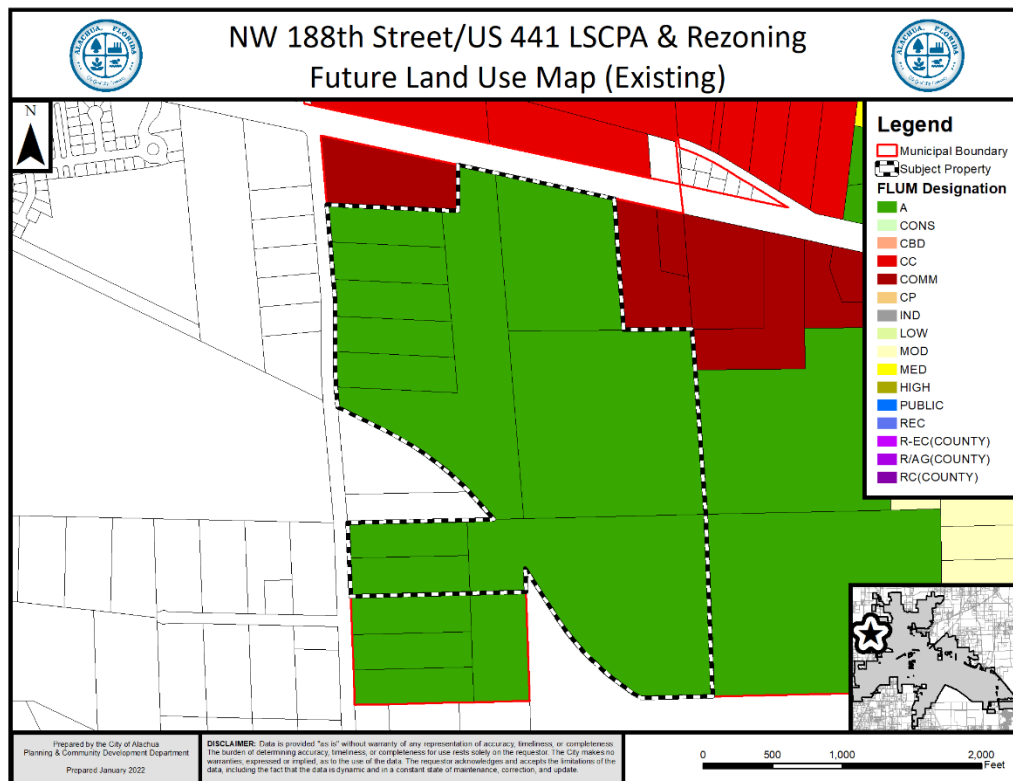 NW 188th Street/US 441 LSCPA & Rezoning
Future Land Use Map (Existing)
ALACHUA, FLORIDA
ALACHUA, FLORIDA
N
Legend
Municipal Boundary
Subject Property
FLUM Designation
A
CONS
CBD
CC
COMM
CP
IND
LOW
MOD
MED
HIGH
PUBLIC
REC
R-EC(COUNTY)
R/AG(COUNTY)
RC(COUNTY)
Prepared by the City of Alachua
Planning & Community Development Department
Prepared January 2022
DISCLAIMER: Data is provided "as is" without warranty of any representation of accuracy, timeliness, or completeness.
The burden of determining accuracy, timeliness, or completeness for use rests solely on the requestor. The City makes no
warranties, expressed or implied, as to the use of the data. The requestor acknowledges and accepts the limitations of the
data, including the fact that the data is dynamic and in a constant state of maintenance, correction, and update.
0 500 1,000 2,000
Feet